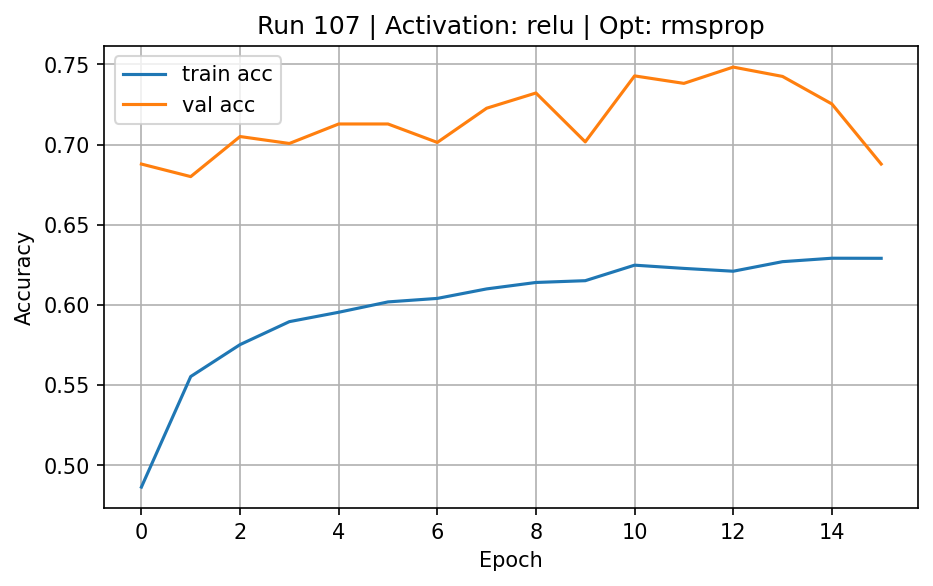 Run 107 | Activation: relu | Opt: rmsprop
train acc
val acc
0.75
0.70
0.65
0.60
0.55
0.50
Accuracy
0 2 4 6 8 10 12 14
Epoch